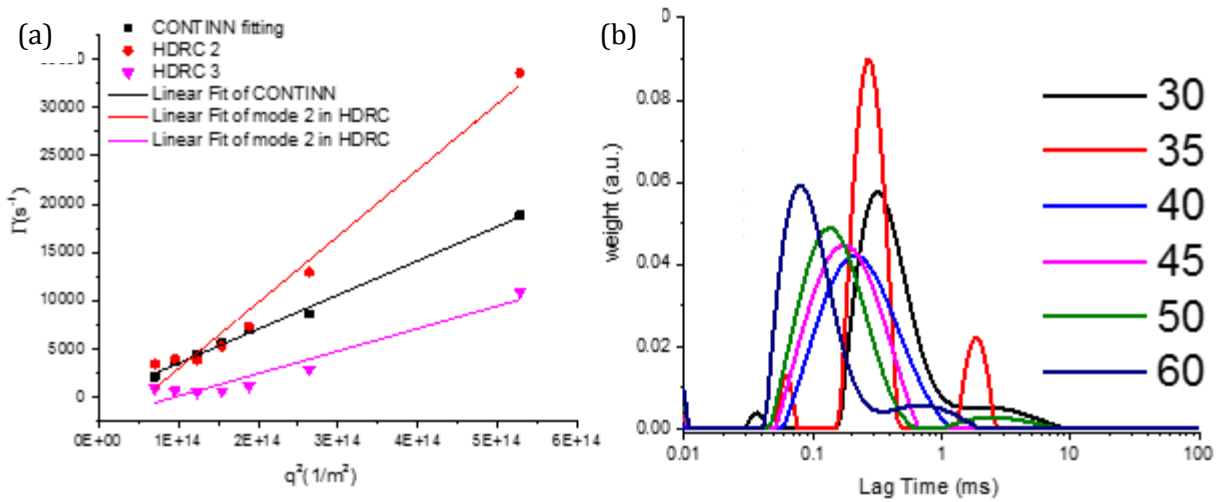 (a)
CONTINN fitting
HDRC 2
HDRC 3
Linear Fit of CONTINN
Linear Fit of mode 2 in HDRC
Linear Fit of mode 2 in HDRC
30000
25000
20000
15000
10000
5000
0
Γ(s⁻¹)
0E+00 1E+14 2E+14 3E+14 4E+14 5E+14 6E+14
q²(1/m²)
(b)
0
0.08
0.06
0.04
0.02
0.00
weight (a.u.)
0.01 0.1 1 10 100
Lag Time (ms)
30
35
40
45
50
60